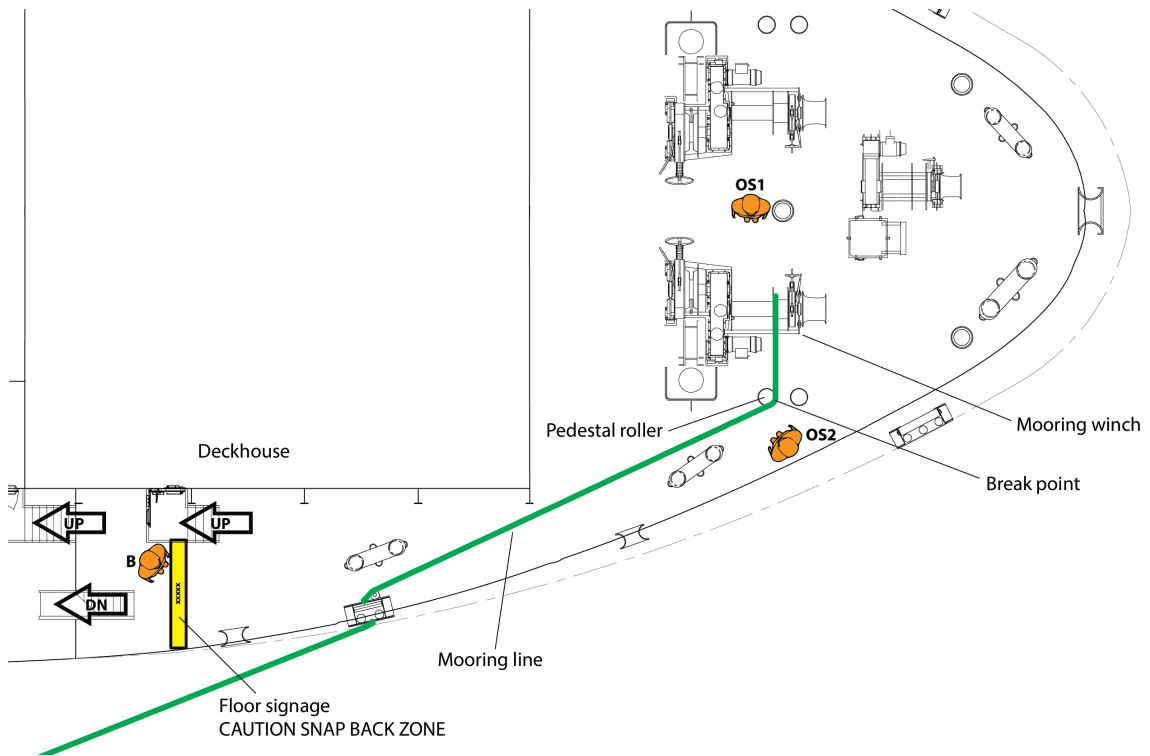 OS1
Mooring winch
Pedestal roller
OS2
Deckhouse
Break point
UP
UP
B
XXXXX
DN
Mooring line
Floor signage
CAUTION SNAP BACK ZONE